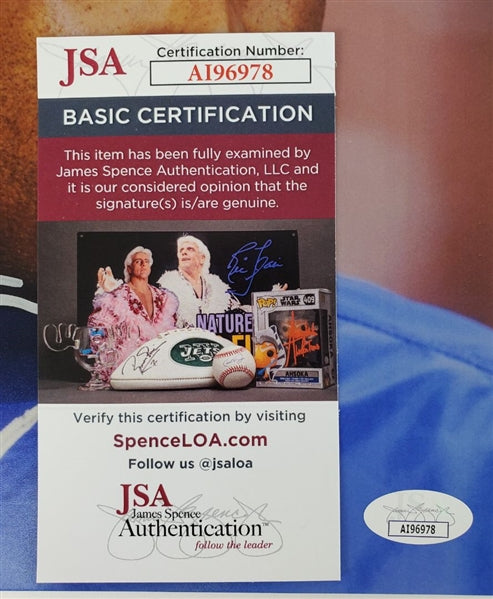 JSA
Certification Number:
AI96978
BASIC CERTIFICATION
This item has been fully examined by
James Spence Authentication, LLC and
it is our considered opinion that the
signature(s) is/are genuine.
NATURE
POP!
STAR WARS
409
JETS
AHSOKA
Verify this certification by visiting
SpenceLOA.com
Follow us @jsaloa
JSA
James Spence
Authentication™
follow the leader
AI96978